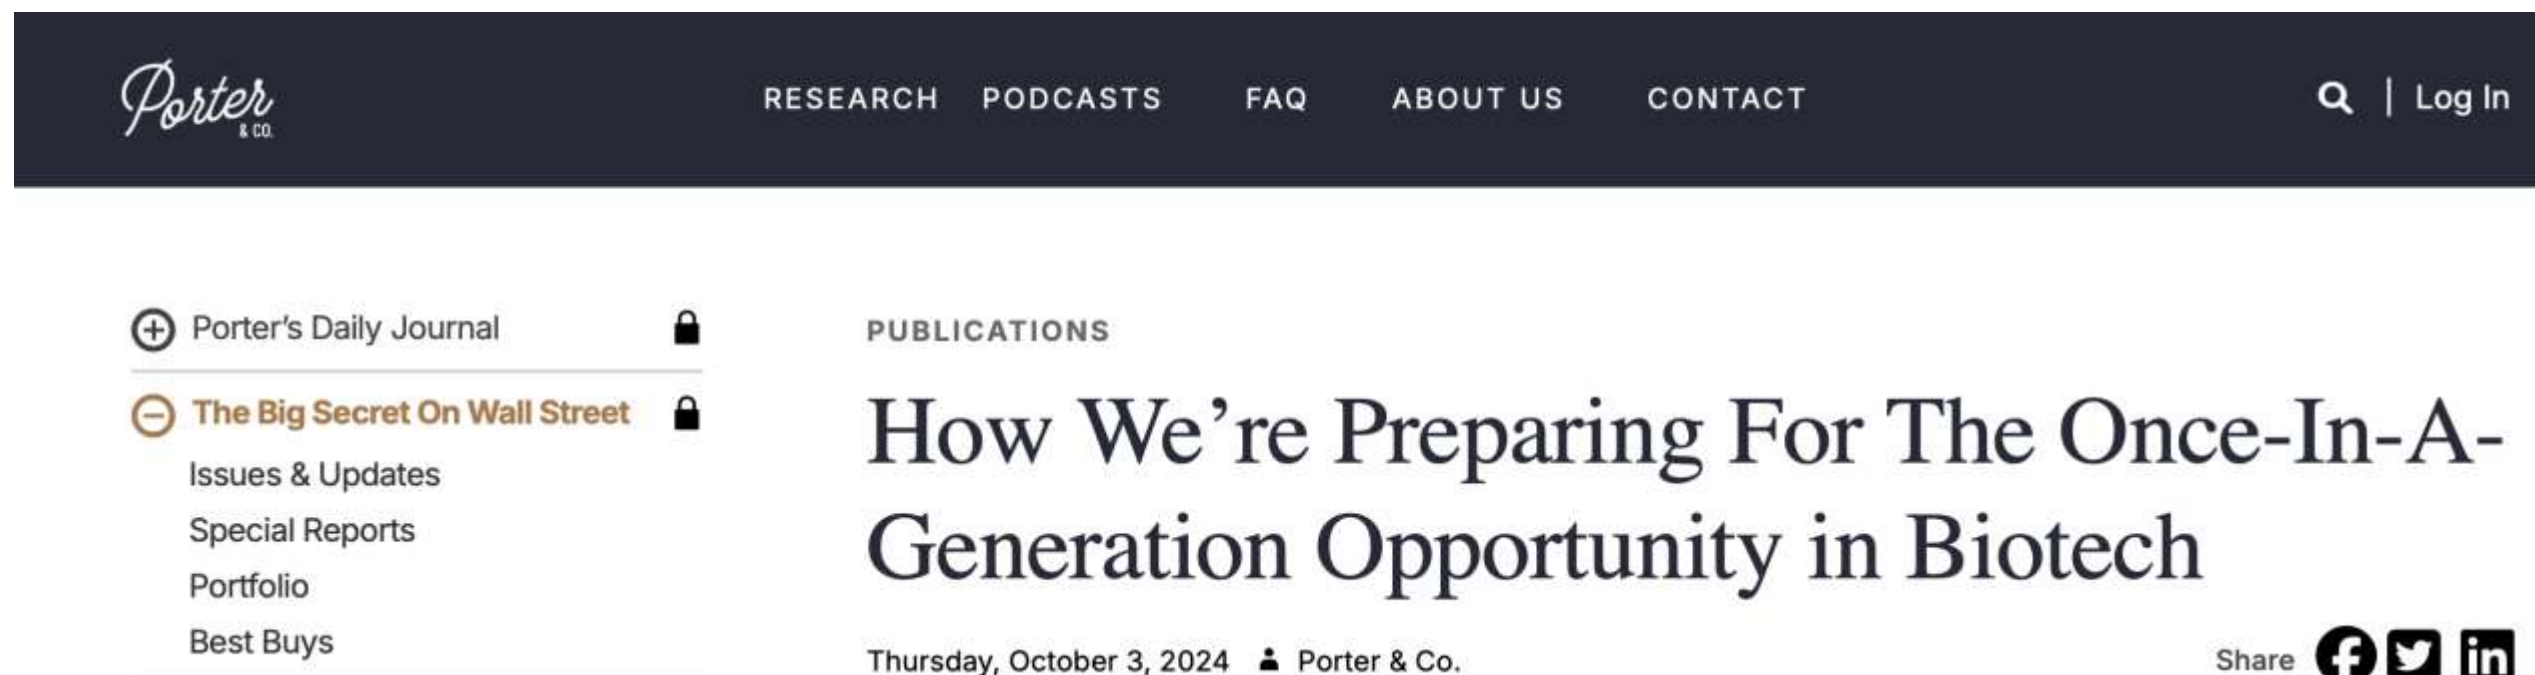 Porter
& CO.
RESEARCH PODCASTS FAQ ABOUT US CONTACT
| Log In
Porter's Daily Journal
The Big Secret On Wall Street
Issues & Updates
Special Reports
Portfolio
Best Buys
PUBLICATIONS
How We’re Preparing For The Once-In-A-
Generation Opportunity in Biotech
Thursday, October 3, 2024 Porter & Co.
Share